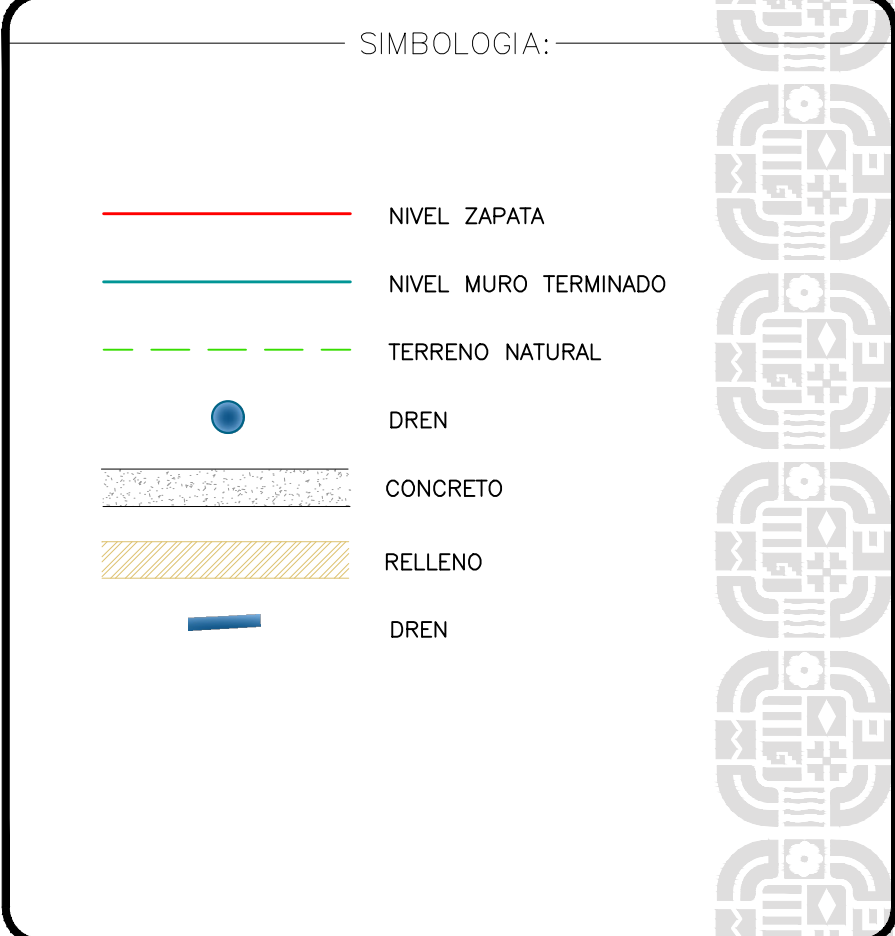 SIMBOLOGIA:
NIVEL ZAPATA
NIVEL MURO TERMINADO
TERRENO NATURAL
DREN
CONCRETO
RELLENO
DREN